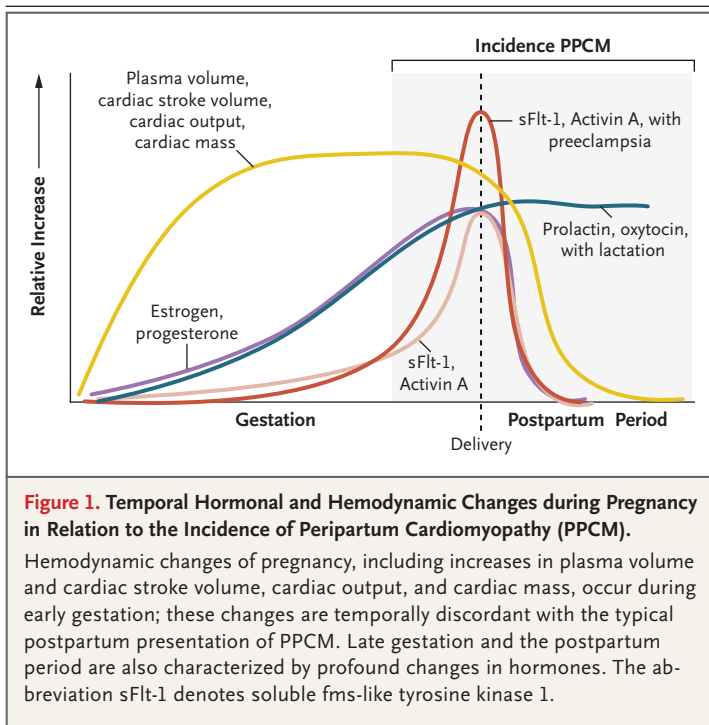 Incidence PPCM
Plasma volume,
cardiac stroke volume,
cardiac output,
cardiac mass
sFlt-1, Activin A, with
preeclampsia
Relative Increase
Prolactin, oxytocin,
with lactation
Estrogen,
progesterone
sFlt-1,
Activin A
Gestation
Postpartum Period
Delivery
Figure 1. Temporal Hormonal and Hemodynamic Changes during Pregnancy
in Relation to the Incidence of Peripartum Cardiomyopathy (PPCM).
Hemodynamic changes of pregnancy, including increases in plasma volume
and cardiac stroke volume, cardiac output, and cardiac mass, occur during
early gestation; these changes are temporally discordant with the typical
postpartum presentation of PPCM. Late gestation and the postpartum
period are also characterized by profound changes in hormones. The ab-
breviation sFlt-1 denotes soluble fms-like tyrosine kinase 1.